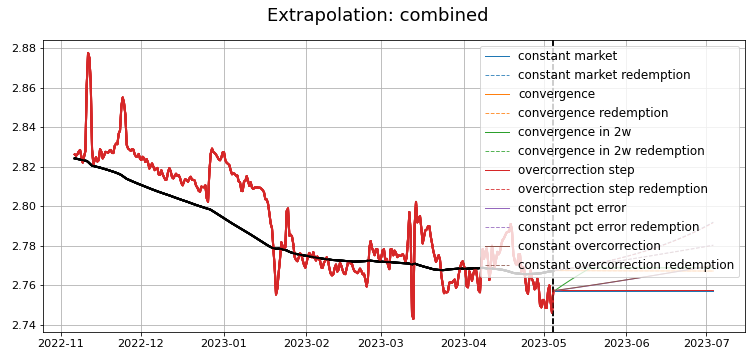 Extrapolation: combined
2.88
2.86
2.84
2.82
2.80
2.78
2.76
2.74
constant market
constant market redemption
convergence
convergence redemption
convergence in 2w
convergence in 2w redemption
overcorrection step
overcorrection step redemption
constant pct error
constant pct error redemption
constant overcorrection
constant overcorrection redemption
2022-11 2022-12 2023-01 2023-02 2023-03 2023-04 2023-05 2023-06 2023-07